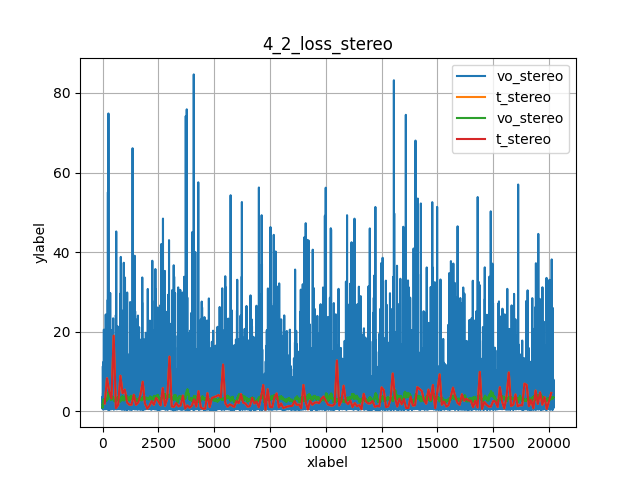 4_2_loss_stereo
vo_stereo
t_stereo
vo_stereo
t_stereo
ylabel
80
60
40
20
0
0 2500 5000 7500 10000 12500 15000 17500 20000
xlabel